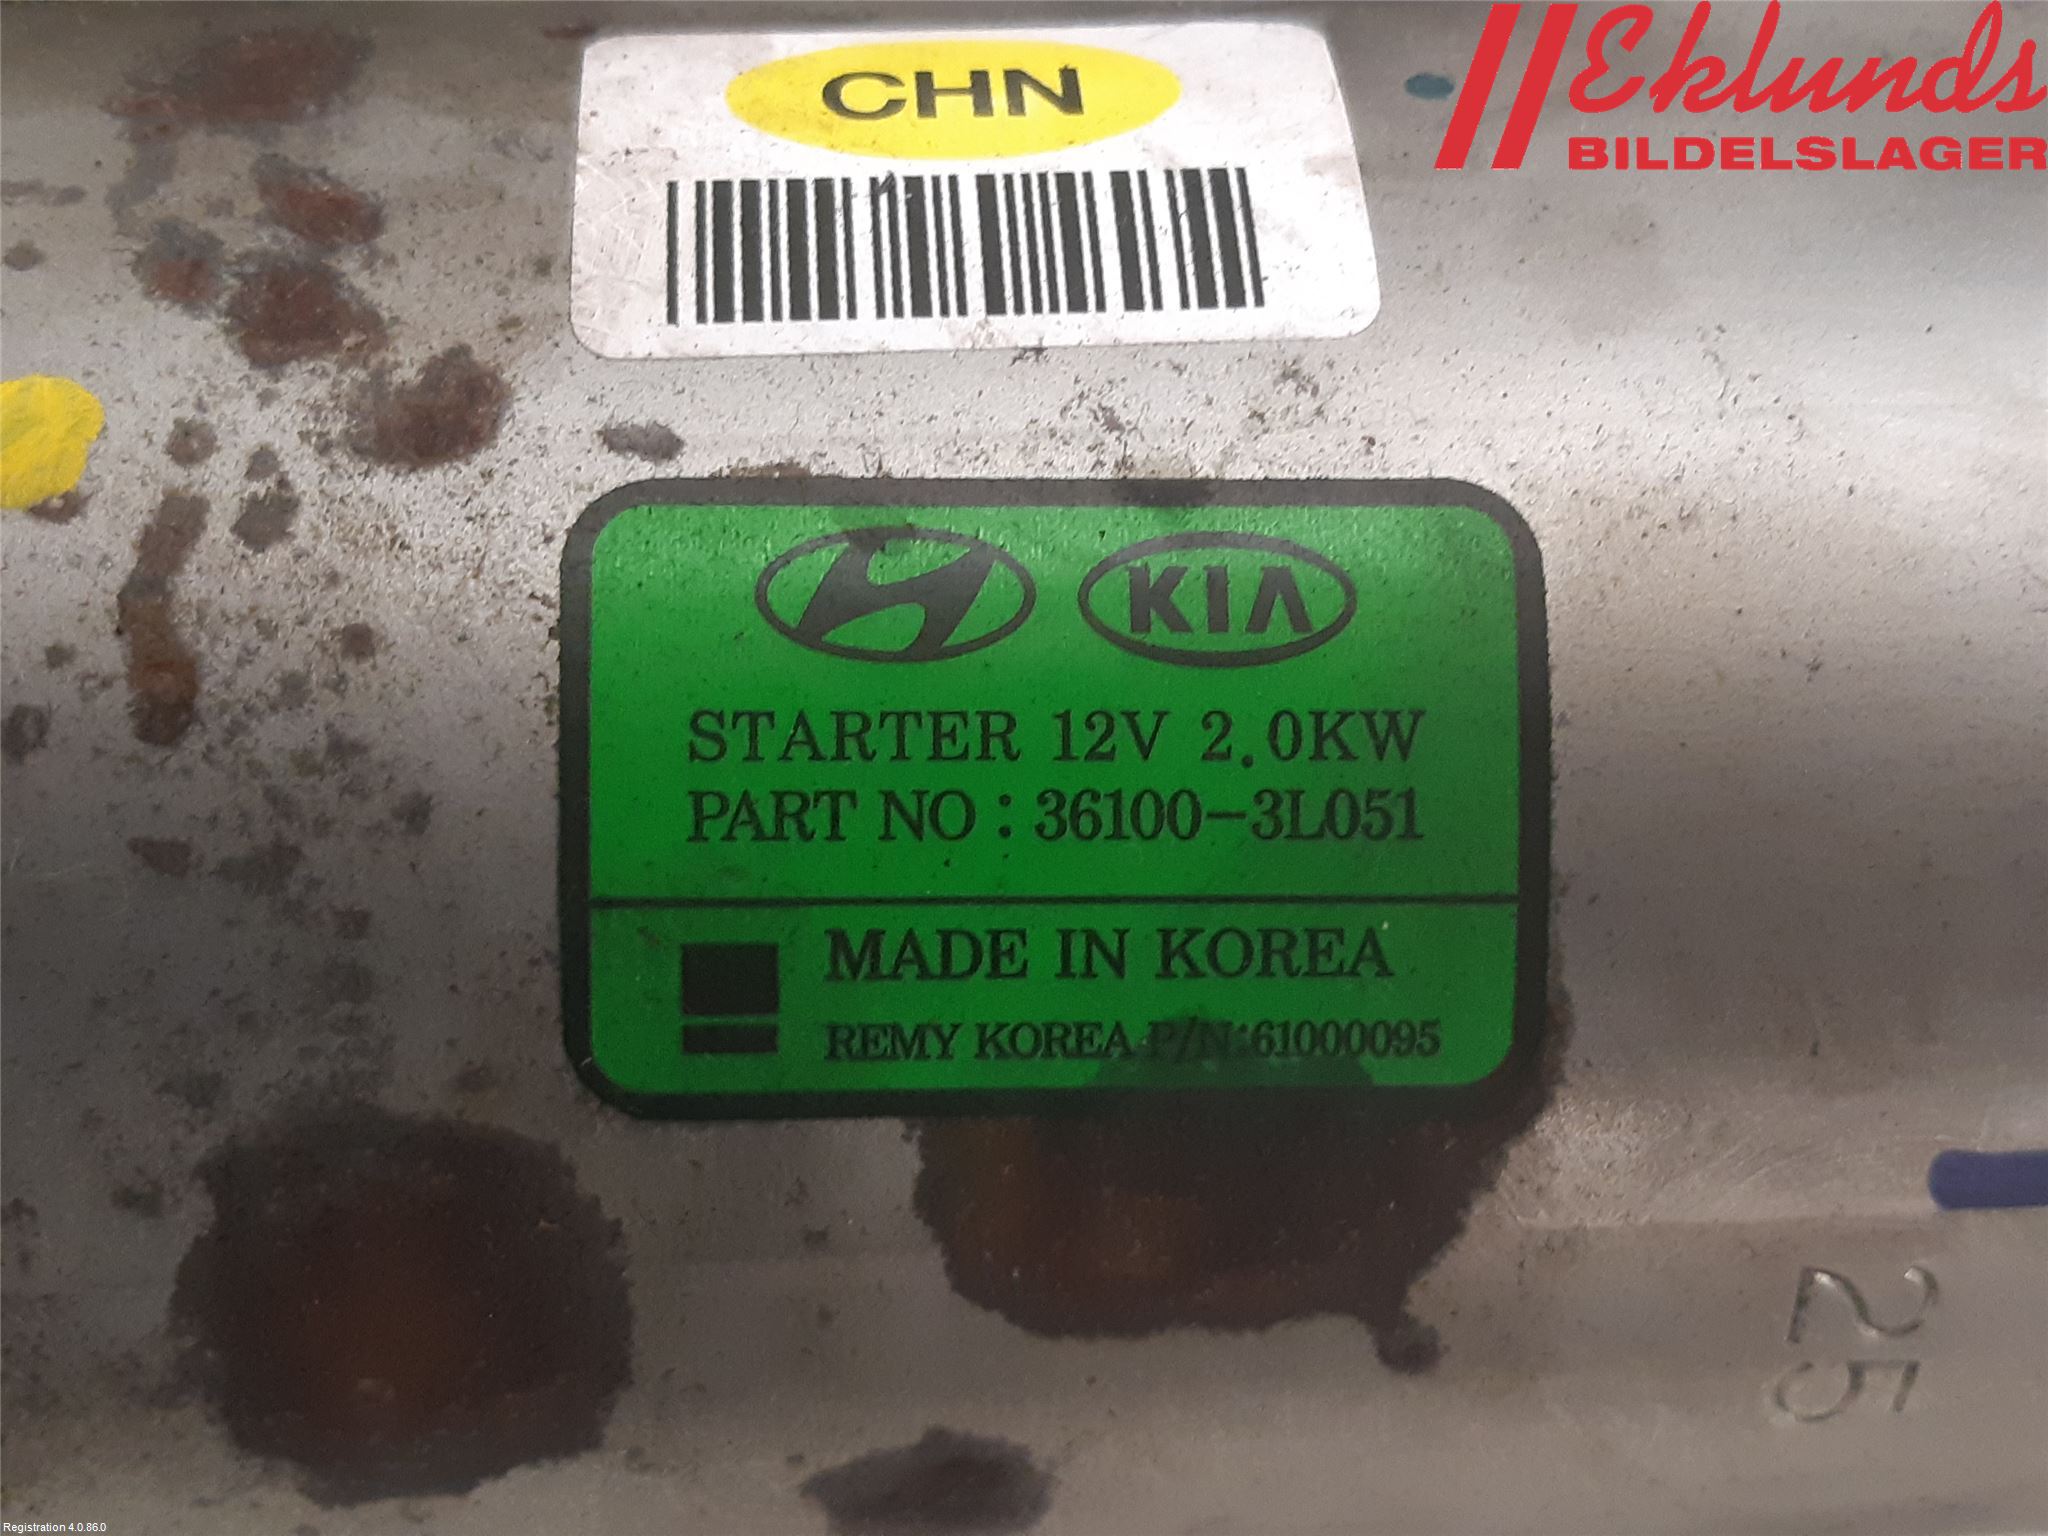 Eklunds
BILDELSLAGER
CHN
KIA
STARTER 12V 2.0KW
PART NO : 36100-3L051
MADE IN KOREA
REMY KOREA P/N:61000095
25
Registration 4.0.86.0